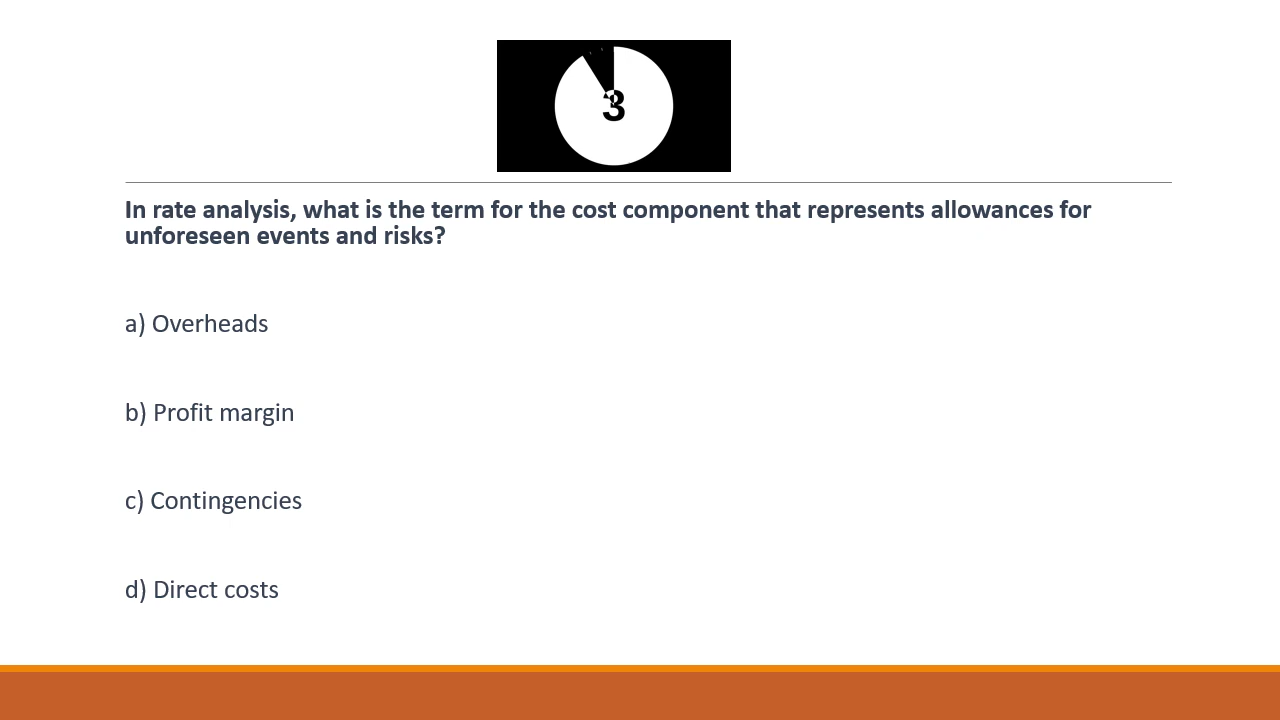 3
In rate analysis, what is the term for the cost component that represents allowances for
unforeseen events and risks?
a) Overheads
b) Profit margin
c) Contingencies
d) Direct costs